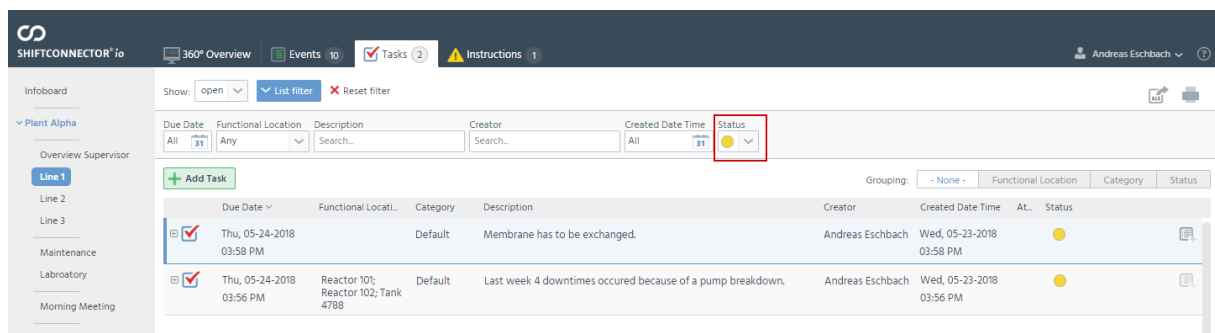 SHIFTCONNECTOR® io
360° Overview
Events 10
Tasks 2
Instructions 1
Andreas Eschbach
?
Infoboard
Plant Alpha
Overview Supervisor
Line 1
Line 2
Line 3
Maintenance
Labroatory
Morning Meeting
Show: open List filter Reset filter
XLS
Due Date Functional Location Description Creator Created Date Time Status
All 31 Any Search... Search... All 31
Add Task
Grouping: - None - Functional Location Category Status
Due Date Functional Locati... Category Description Creator Created Date Time At... Status
Thu, 05-24-2018 Default Membrane has to be exchanged. Andreas Eschbach Wed, 05-23-2018
03:58 PM 03:58 PM
Thu, 05-24-2018 Reactor 101; Default Last week 4 downtimes occured because of a pump breakdown. Andreas Eschbach Wed, 05-23-2018
03:56 PM Reactor 102; Tank 03:56 PM
4788